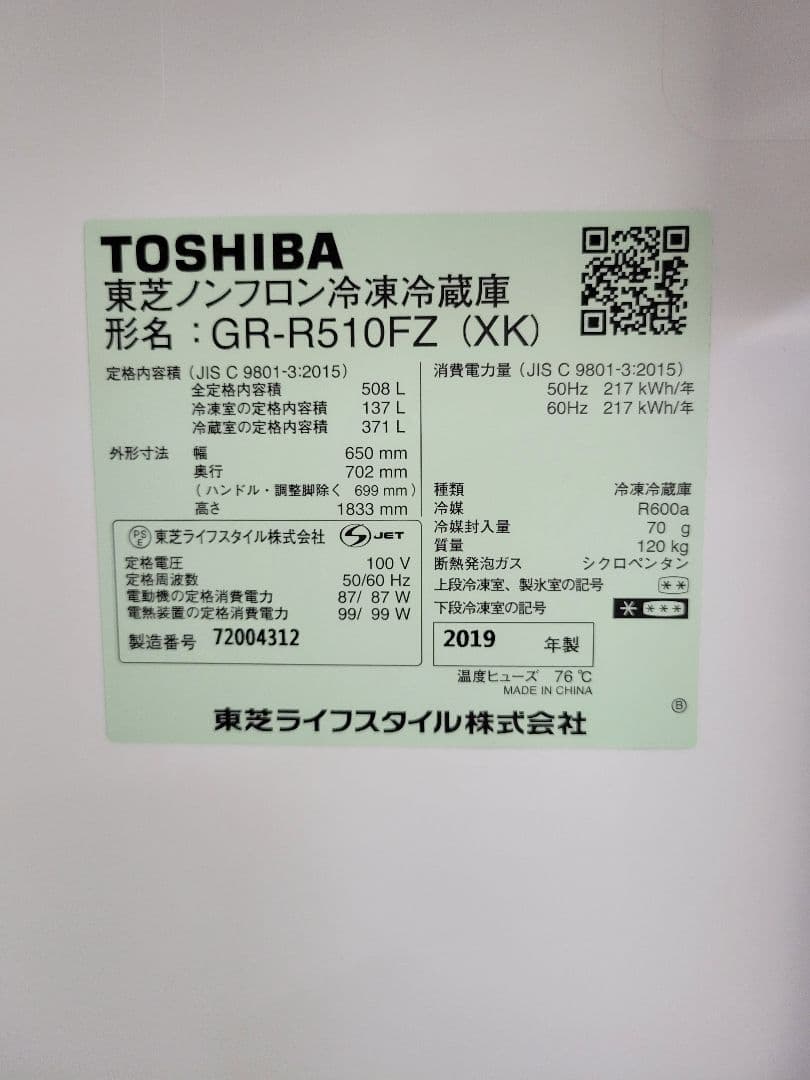 TOSHIBA
東芝ノンフロン冷凍冷蔵庫
形名：GR-R510FZ（XK）
定格内容積（JIS C 9801-3:2015）
全定格内容積 508 L
冷凍室の定格内容積 137 L
冷蔵室の定格内容積 371 L
外形寸法 幅 650 mm
奥行 702 mm
（ハンドル・調整脚除く 699 mm）
高さ 1833 mm
PSE 東芝ライフスタイル株式会社 S JET
定格電圧 100 V
定格周波数 50/60 Hz
電動機の定格消費電力 87/ 87 W
電熱装置の定格消費電力 99/ 99 W
製造番号 72004312
消費電力量（JIS C 9801-3:2015）
50Hz 217 kWh/年
60Hz 217 kWh/年
種類 冷凍冷蔵庫
冷媒 R600a
冷媒封入量 70 g
質量 120 kg
断熱発泡ガス シクロペンタン
上段冷凍室、製氷室の記号 **
下段冷凍室の記号 * ***
2019 年製
温度ヒューズ 76 ℃
MADE IN CHINA
Ⓑ
東芝ライフスタイル株式会社